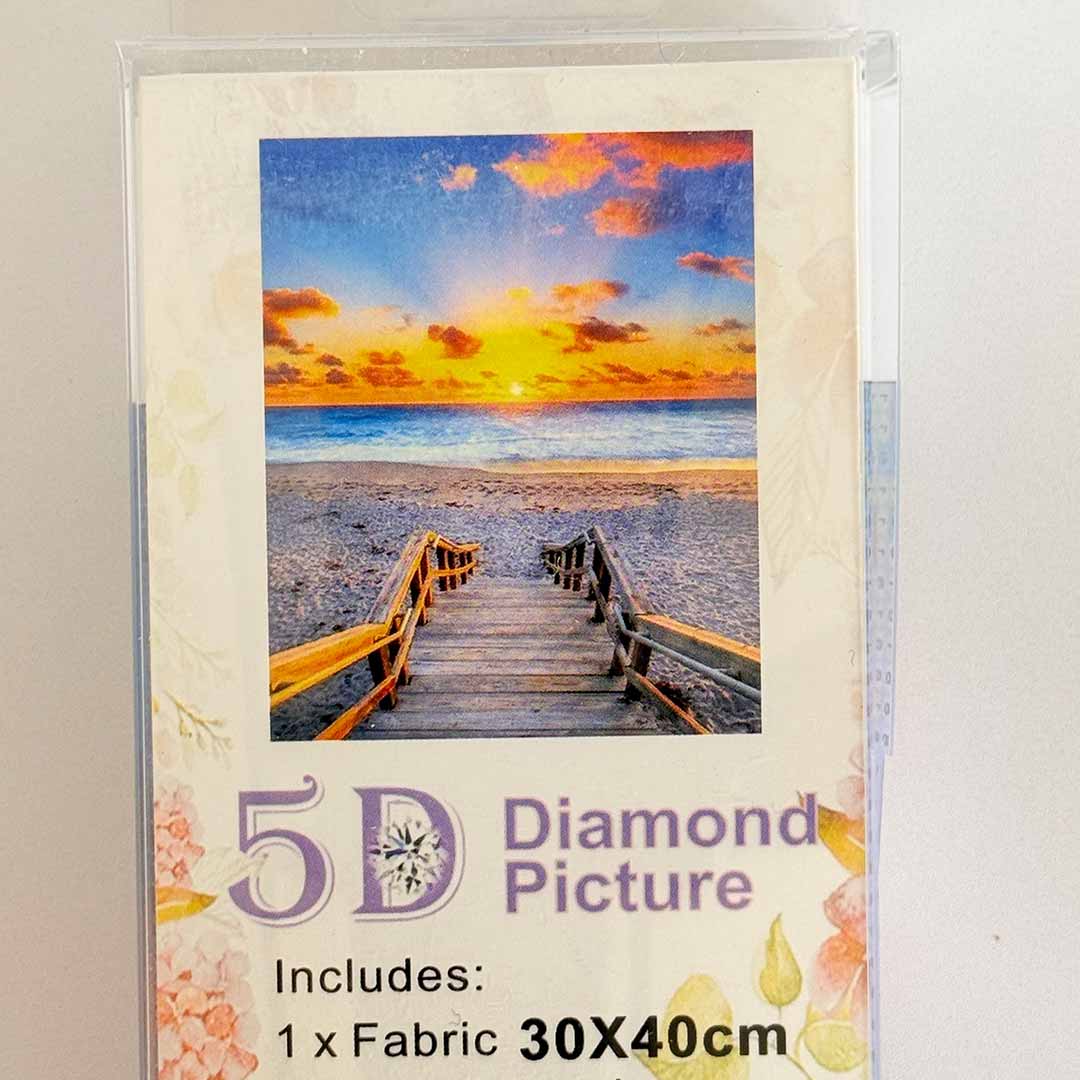 5D Diamond
Picture
Includes:
1 x Fabric 30X40cm